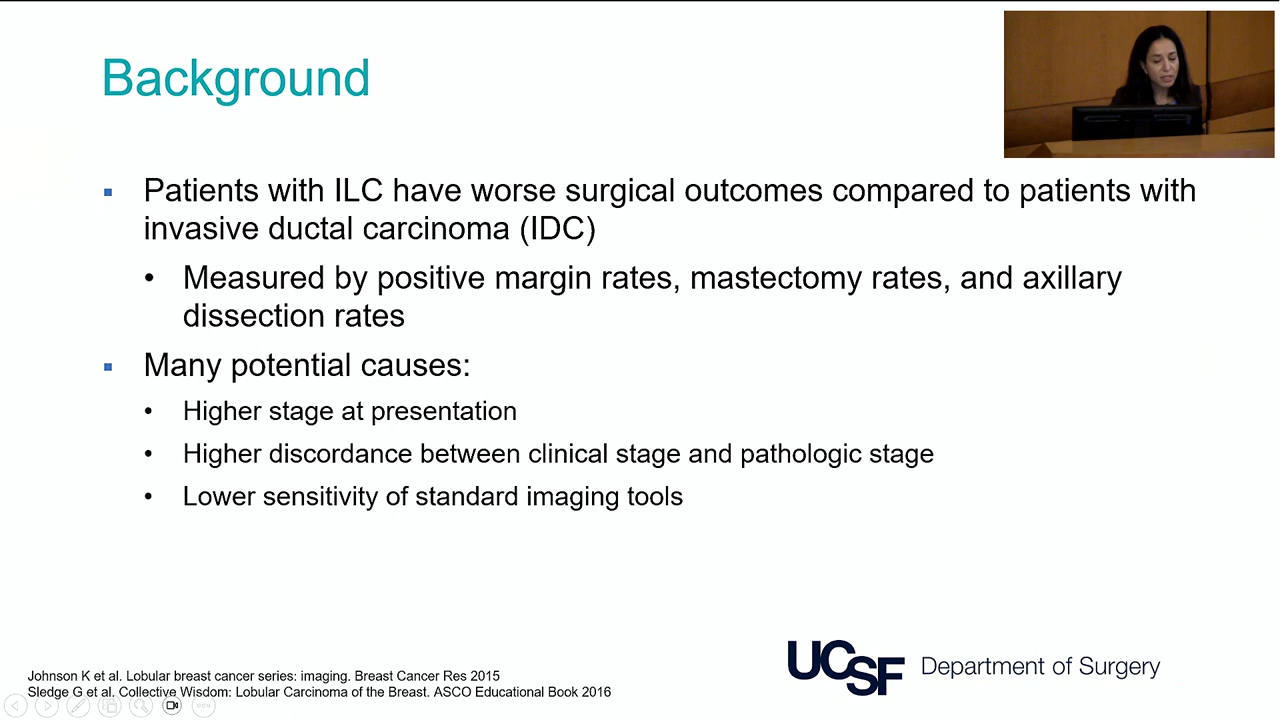 Background
Patients with ILC have worse surgical outcomes compared to patients with
invasive ductal carcinoma (IDC)
Measured by positive margin rates, mastectomy rates, and axillary
dissection rates
Many potential causes:
Higher stage at presentation
Higher discordance between clinical stage and pathologic stage
Lower sensitivity of standard imaging tools
Johnson K et al. Lobular breast cancer series: imaging. Breast Cancer Res 2015
Sledge G et al. Collective Wisdom: Lobular Carcinoma of the Breast. ASCO Educational Book 2016
UCSF Department of Surgery